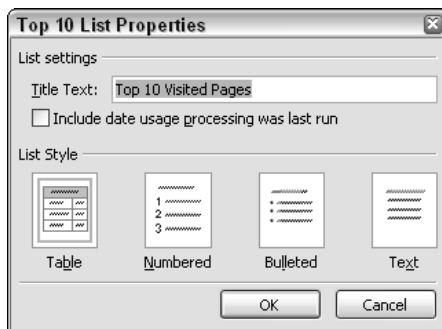 Top 10 List Properties
List settings
Title Text: Top 10 Visited Pages
Include date usage processing was last run
List Style
1
2
3
Table Numbered Bulleted Text
OK Cancel